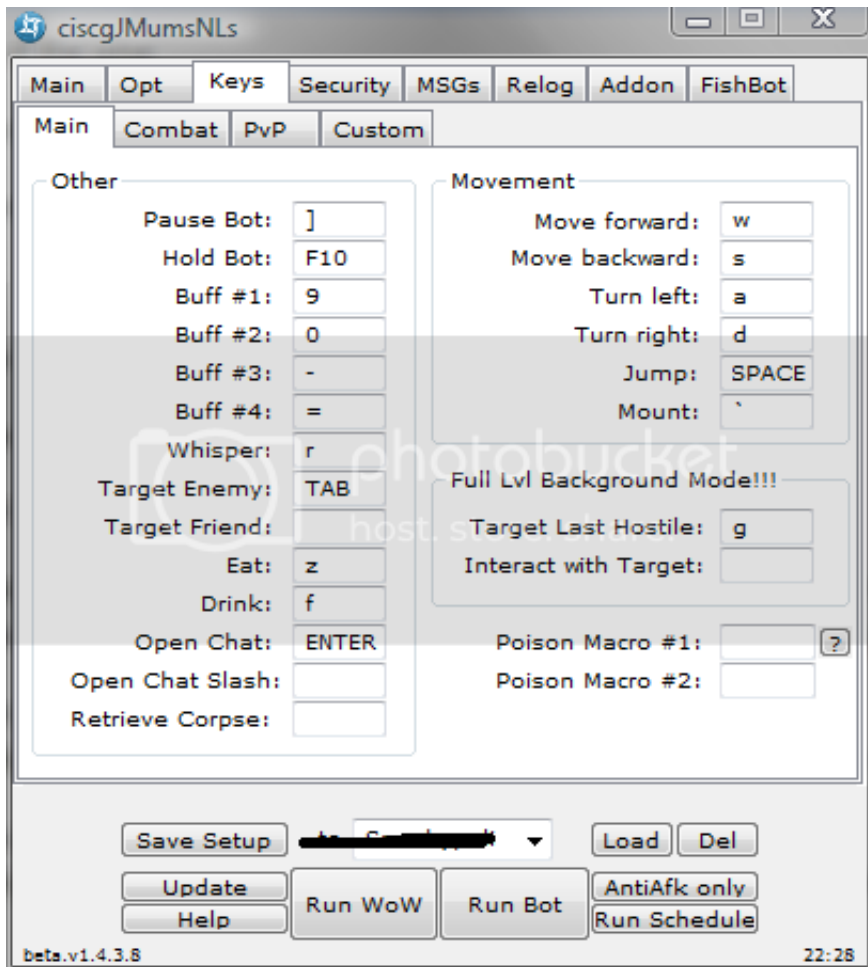 ciscgJMumsNLs
Main Opt Keys Security MSGs Relog Addon FishBot
Main Combat PvP Custom
Other
Pause Bot: ]
Hold Bot: F10
Buff #1: 9
Buff #2: 0
Buff #3: -
Buff #4: =
Whisper: r
Target Enemy: TAB
Target Friend:
Eat: z
Drink: f
Open Chat: ENTER
Open Chat Slash:
Retrieve Corpse:
Movement
Move forward: w
Move backward: s
Turn left: a
Turn right: d
Jump: SPACE
Mount: `
Full Lvl Background Mode!!!
Target Last Hostile: g
Interact with Target:
Poison Macro #1: ?
Poison Macro #2:
photobucket
host. store. share.
Save Setup Load Del
Update Run WoW Run Bot AntiAfk only
Help Run Schedule
beta.v1.4.3.8 22:28